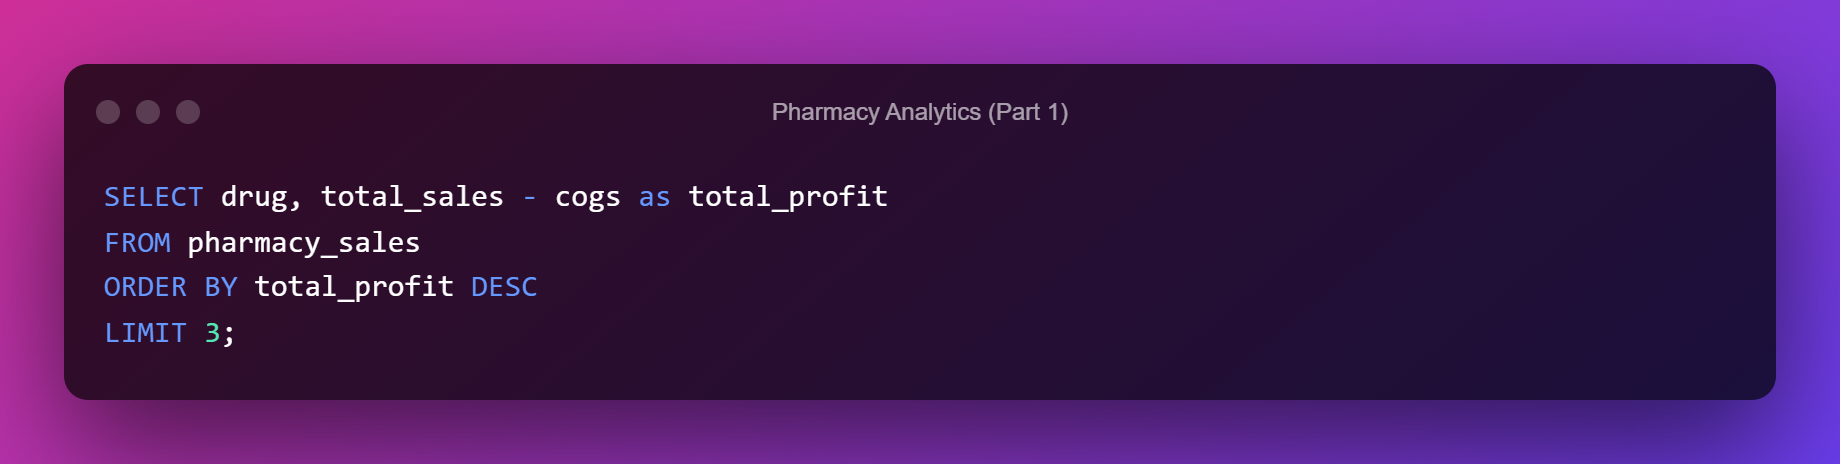 Pharmacy Analytics (Part 1)
SELECT drug, total_sales - cogs as total_profit
FROM pharmacy_sales
ORDER BY total_profit DESC
LIMIT 3;